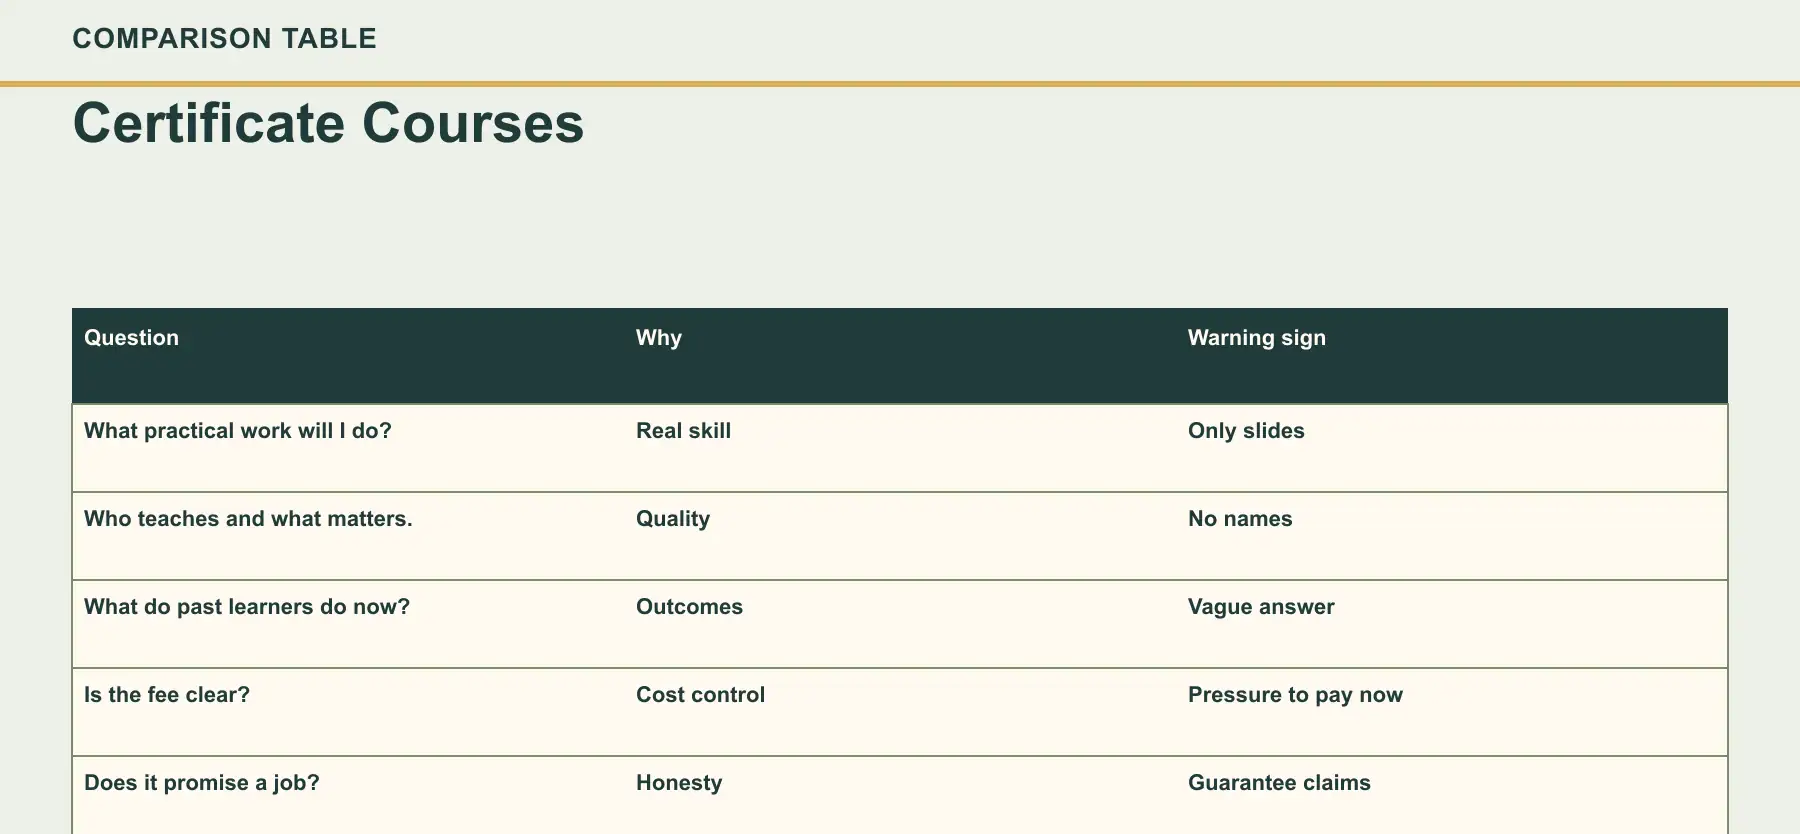 COMPARISON TABLE
Certificate Courses
Question Why Warning sign
What practical work will I do? Real skill Only slides
Who teaches and what matters. Quality No names
What do past learners do now? Outcomes Vague answer
Is the fee clear? Cost control Pressure to pay now
Does it promise a job? Honesty Guarantee claims